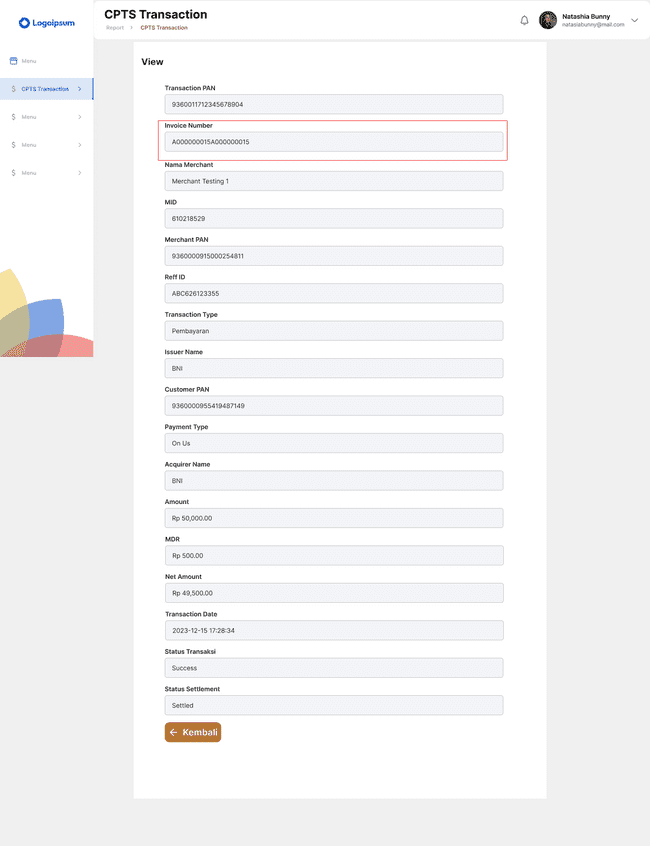 Logoipsum
CPTS Transaction
Report > CPTS Transaction
Natashia Bunny
natasiabunny@mail.com
Menu
$ CPTS Transaction >
$ Menu >
$ Menu >
$ Menu >
View
Transaction PAN
9360011712345678904
Invoice Number
A000000015A000000015
Nama Merchant
Merchant Testing 1
MID
610218529
Merchant PAN
9360000915000254811
Reff ID
ABC626123355
Transaction Type
Pembayaran
Issuer Name
BNI
Customer PAN
9360000955419487149
Payment Type
On Us
Acquirer Name
BNI
Amount
Rp 50,000.00
MDR
Rp 500.00
Net Amount
Rp 49,500.00
Transaction Date
2023-12-15 17:28:34
Status Transaksi
Success
Status Settlement
Settled
← Kembali